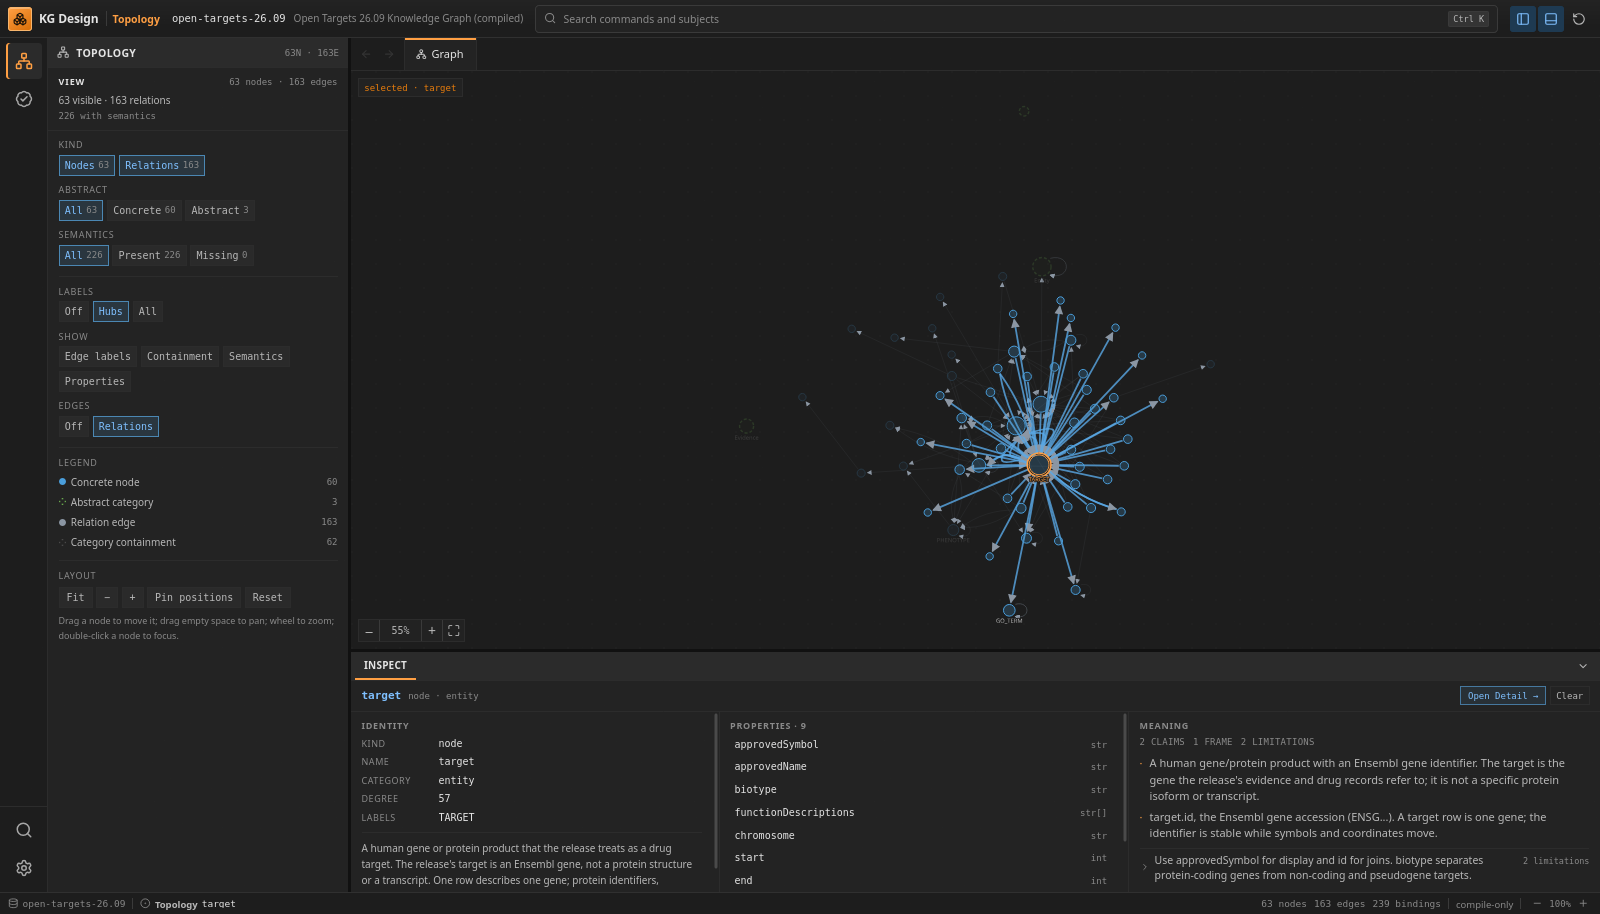 KG Design Topology open-targets-26.09 Open Targets 26.09 Knowledge Graph (compiled) Search commands and subjects Ctrl K
TOPOLOGY 63N · 163E
VIEW 63 nodes · 163 edges
63 visible · 163 relations
226 with semantics
KIND
Nodes 63 Relations 163
ABSTRACT
All 63 Concrete 60 Abstract 3
SEMANTICS
All 226 Present 226 Missing 0
LABELS
Off Hubs All
SHOW
Edge labels Containment Semantics
Properties
EDGES
Off Relations
LEGEND
Concrete node 60
Abstract category 3
Relation edge 163
Category containment 62
LAYOUT
Fit − + Pin positions Reset
Drag a node to move it; drag empty space to pan; wheel to zoom;
double-click a node to focus.
Graph
selected · target
TARGET
GO_TERM
– 55% +
INSPECT
target node · entity Open Detail → Clear
IDENTITY
KIND node
NAME target
CATEGORY entity
DEGREE 57
LABELS TARGET
A human gene or protein product that the release treats as a drug
target. The release's target is an Ensembl gene, not a protein structure
or a transcript. One row describes one gene; protein identifiers,
PROPERTIES · 9
approvedSymbol str
approvedName str
biotype str
functionDescriptions str[]
chromosome str
start int
end int
MEANING
2 CLAIMS 1 FRAME 2 LIMITATIONS
· A human gene/protein product with an Ensembl gene identifier. The target is the
gene the release's evidence and drug records refer to; it is not a specific protein
isoform or transcript.
· target.id, the Ensembl gene accession (ENSG…). A target row is one gene; the
identifier is stable while symbols and coordinates move.
Use approvedSymbol for display and id for joins. biotype separates 2 limitations
protein-coding genes from non-coding and pseudogene targets.
open-targets-26.09 Topology target 63 nodes 163 edges 239 bindings compile-only − 100% +